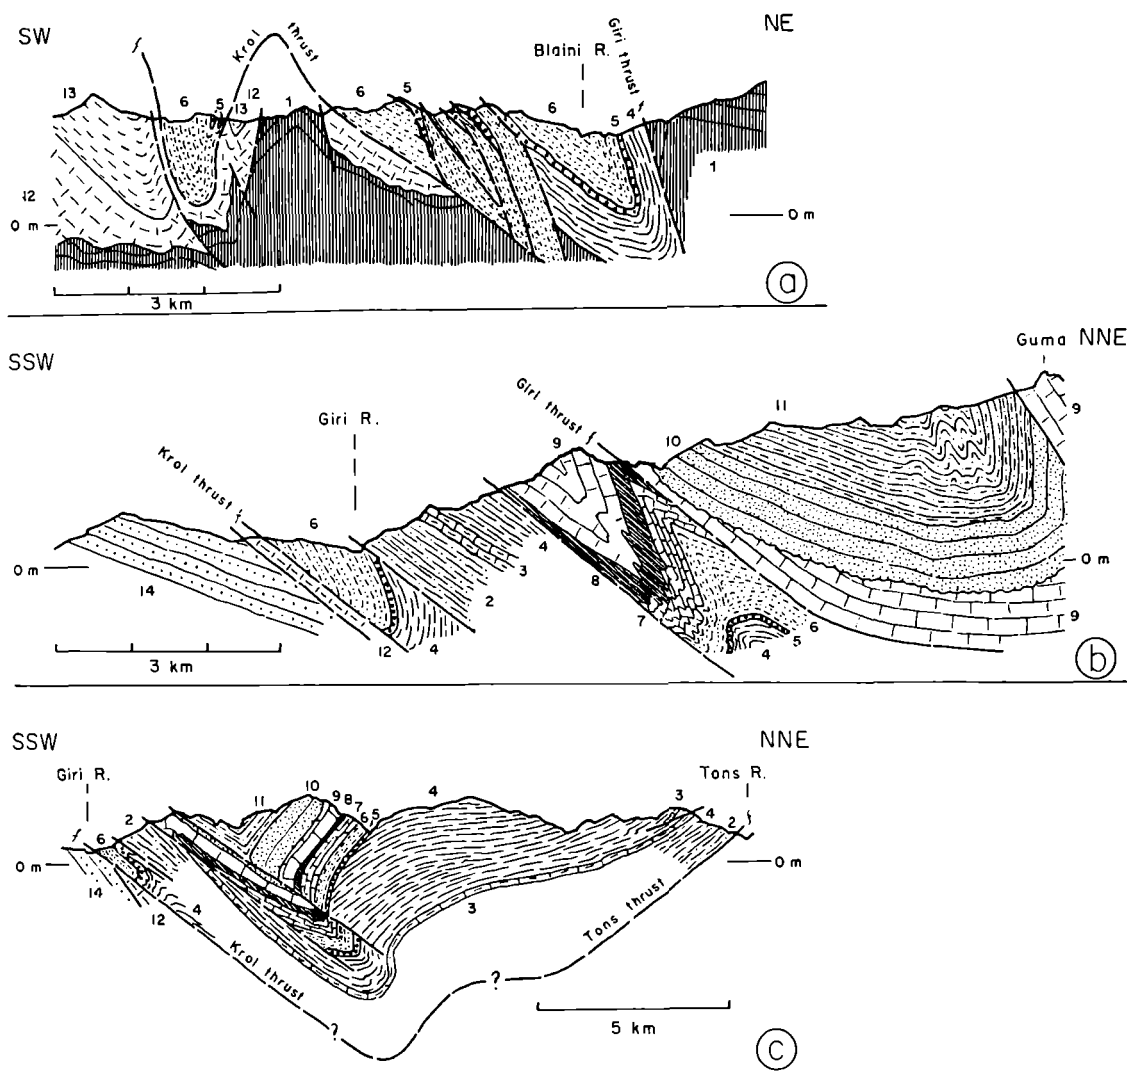 SW
NE
Krol thrust
Giri thrust
Blaini R.
13
6
5
13
12
1
6
5
6
5
4
1
12
0 m
0 m
3 km
a
SSW
Guma NNE
Giri R.
Giri thrust
Krol thrust
11
9
9
10
6
4
3
0 m
0 m
14
8
2
7
6
5
4
9
12
4
3 km
b
SSW
NNE
Giri R.
Tons R.
10
9
8
7
6
5
4
11
3
4
2
2
6
0 m
0 m
14
12
4
3
Krol thrust
Tons thrust
?
?
5 km
c